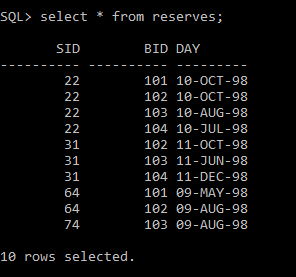 SQL> select * from reserves;
SID BID DAY
---------- ---------- ---------
22 101 10-OCT-98
22 102 10-OCT-98
22 103 10-AUG-98
22 104 10-JUL-98
31 102 11-OCT-98
31 103 11-JUN-98
31 104 11-DEC-98
64 101 09-MAY-98
64 102 09-AUG-98
74 103 09-AUG-98
10 rows selected.